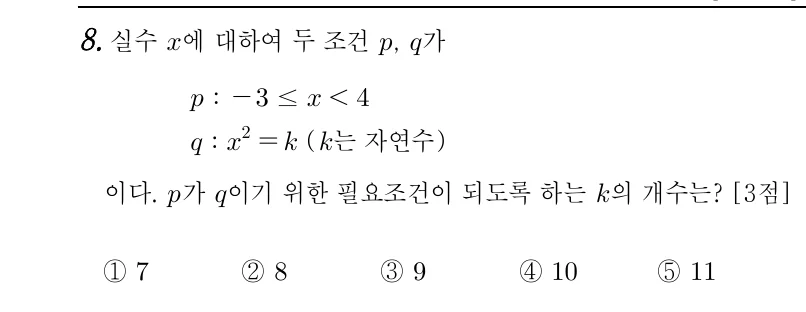 8. 실수 x에 대하여 두 조건 p, q가
p : −3 ≤ x < 4
q : x² = k (k는 자연수)
이다. p가 q이기 위한 필요조건이 되도록 하는 k의 개수는? [3점]
① 7 ② 8 ③ 9 ④ 10 ⑤ 11